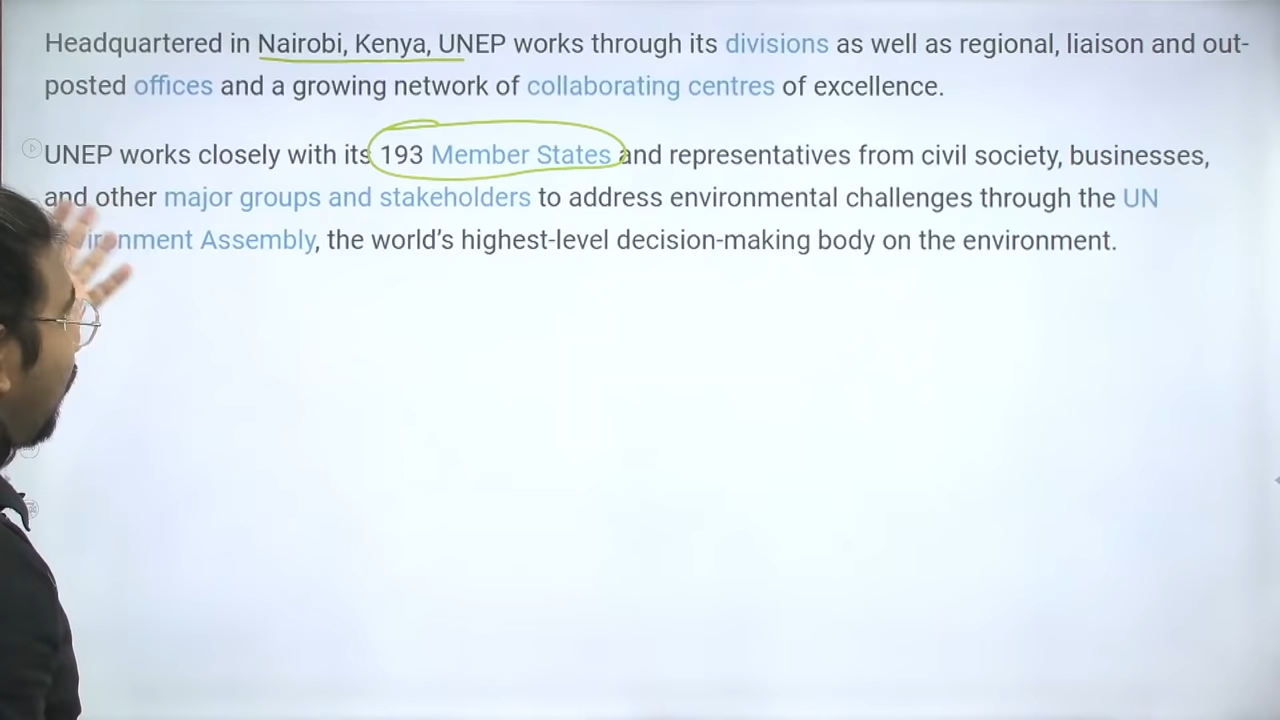 Headquartered in Nairobi, Kenya, UNEP works through its divisions as well as regional, liaison and out-
posted offices and a growing network of collaborating centres of excellence.
UNEP works closely with its 193 Member States and representatives from civil society, businesses,
and other major groups and stakeholders to address environmental challenges through the UN
Environment Assembly, the world’s highest-level decision-making body on the environment.